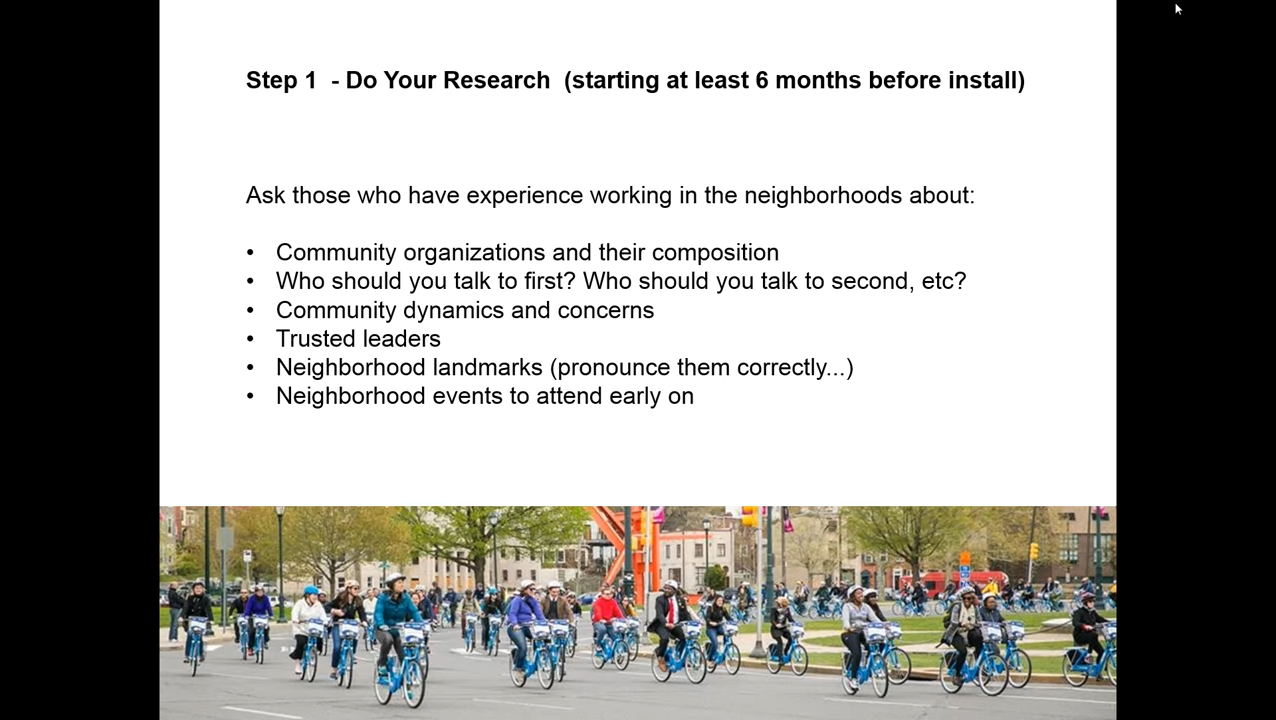 Step 1  - Do Your Research  (starting at least 6 months before install)
Ask those who have experience working in the neighborhoods about:
• Community organizations and their composition
• Who should you talk to first? Who should you talk to second, etc?
• Community dynamics and concerns
• Trusted leaders
• Neighborhood landmarks (pronounce them correctly...)
• Neighborhood events to attend early on